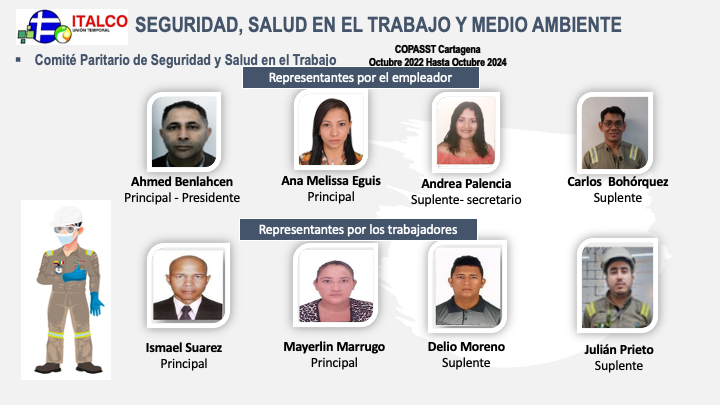 ITALCO
UNIÓN TEMPORAL
SEGURIDAD, SALUD EN EL TRABAJO Y MEDIO AMBIENTE
▪ Comité Paritario de Seguridad y Salud en el Trabajo
COPASST Cartagena
Octubre 2022 Hasta Octubre 2024
Representantes por el empleador
Ahmed Benlahcen
Principal - Presidente
Ana Melissa Eguis
Principal
Andrea Palencia
Suplente- secretario
Carlos Bohórquez
Suplente
Representantes por los trabajadores
Ismael Suarez
Principal
Mayerlin Marrugo
Principal
Delio Moreno
Suplente
Julián Prieto
Suplente